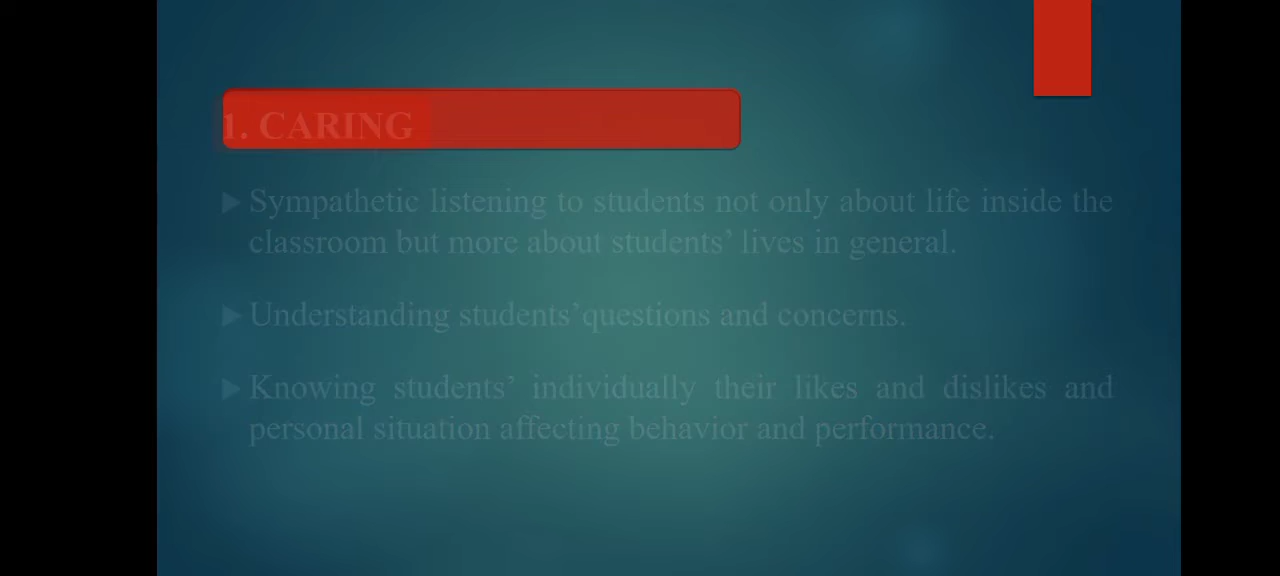 1. CARING
Sympathetic listening to students not only about life inside the
classroom but more about students’ lives in general.
Understanding students’questions and concerns.
Knowing students’ individually their likes and dislikes and
personal situation affecting behavior and performance.